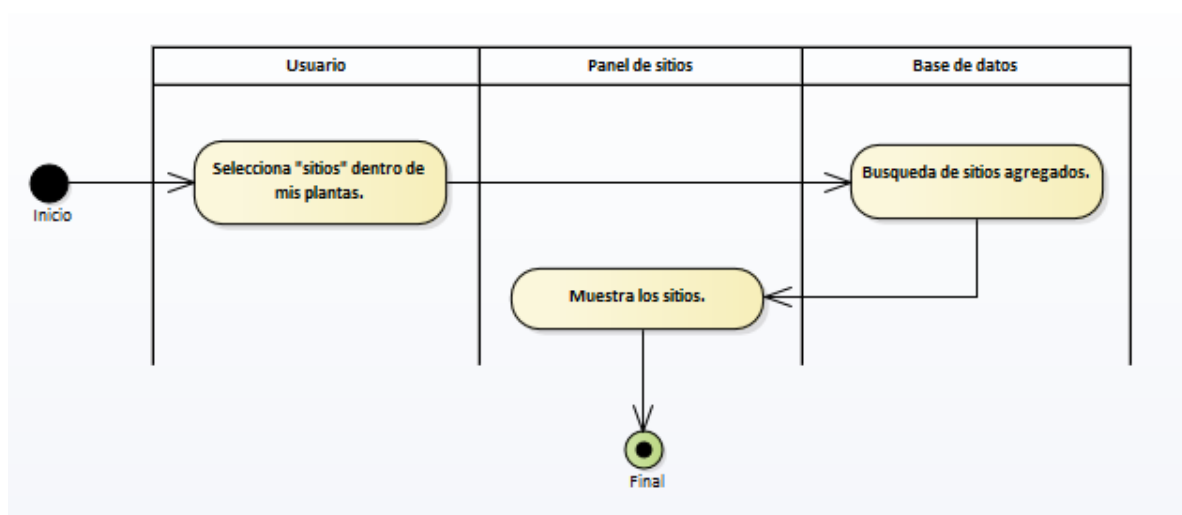 Usuario
Panel de sitios
Base de datos
Selecciona "sitios" dentro de
mis plantas.
Busqueda de sitios agregados.
Inicio
Muestra los sitios.
Final